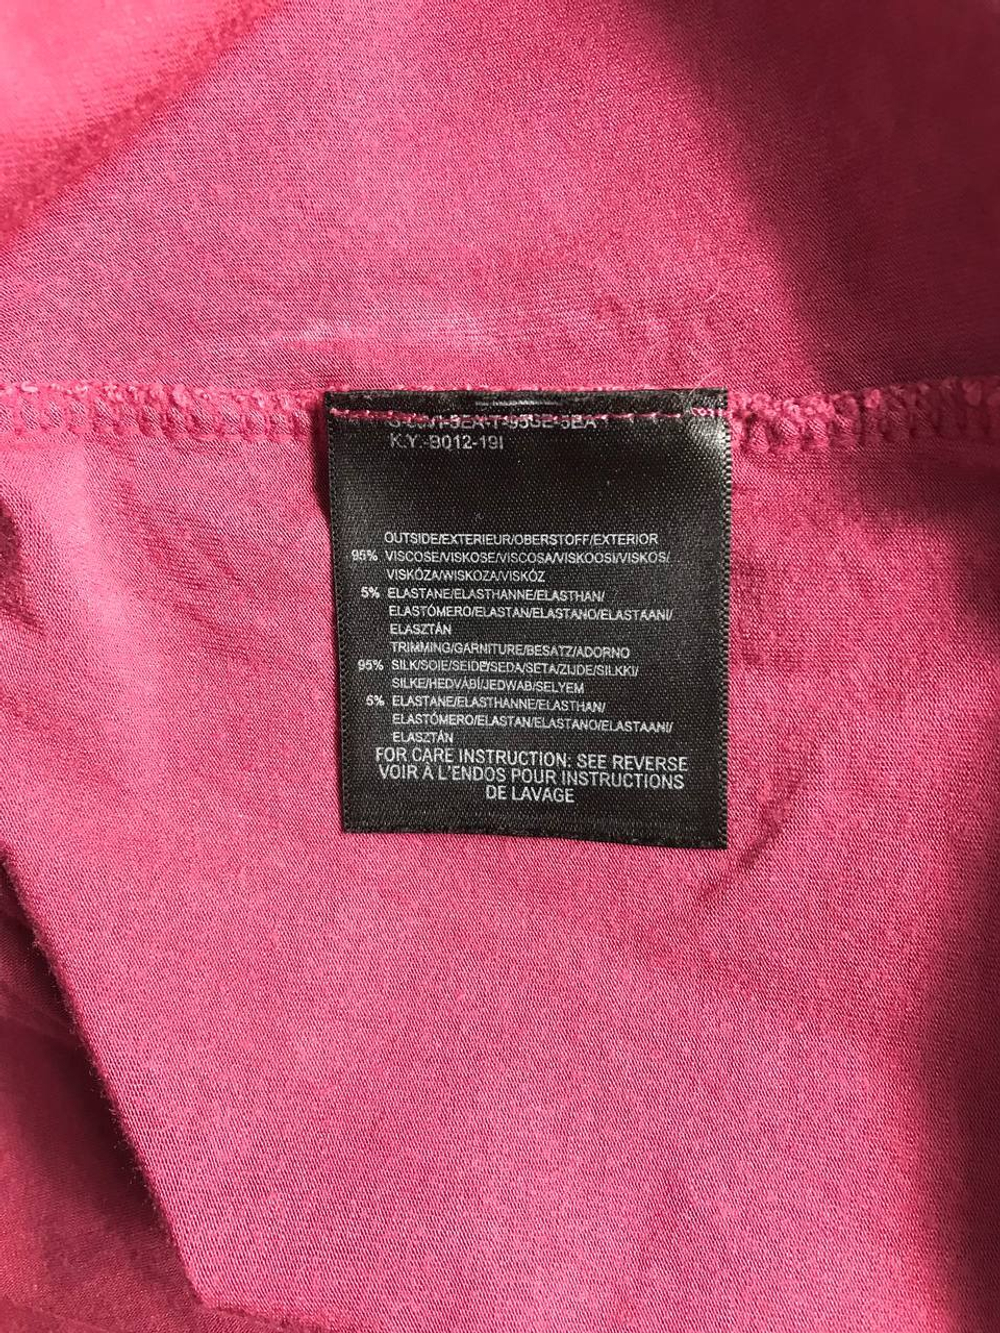 K.Y.-BQ12-19I
OUTSIDE/EXTERIEUR/OBERSTOFF/EXTERIOR
95% VISCOSE/VISKOSE/VISCOSA/VISKOOSI/VISKOS/
VISKÓZA/WISKOZA/VISKÓZ
5% ELASTANE/ELASTHANNE/ELASTHAN/
ELASTÓMERO/ELASTAN/ELASTANO/ELASTAANI/
ELASZTÁN
TRIMMING/GARNITURE/BESATZ/ADORNO
95% SILK/SOIE/SEIDE/SEDA/SETA/ZIJDE/SILKKI/
SILKE/HEDVÁBÍ/JEDWAB/SELYEM
5% ELASTANE/ELASTHANNE/ELASTHAN/
ELASTÓMERO/ELASTAN/ELASTANO/ELASTAANI/
ELASZTÁN
FOR CARE INSTRUCTION: SEE REVERSE
VOIR À L'ENDOS POUR INSTRUCTIONS
DE LAVAGE